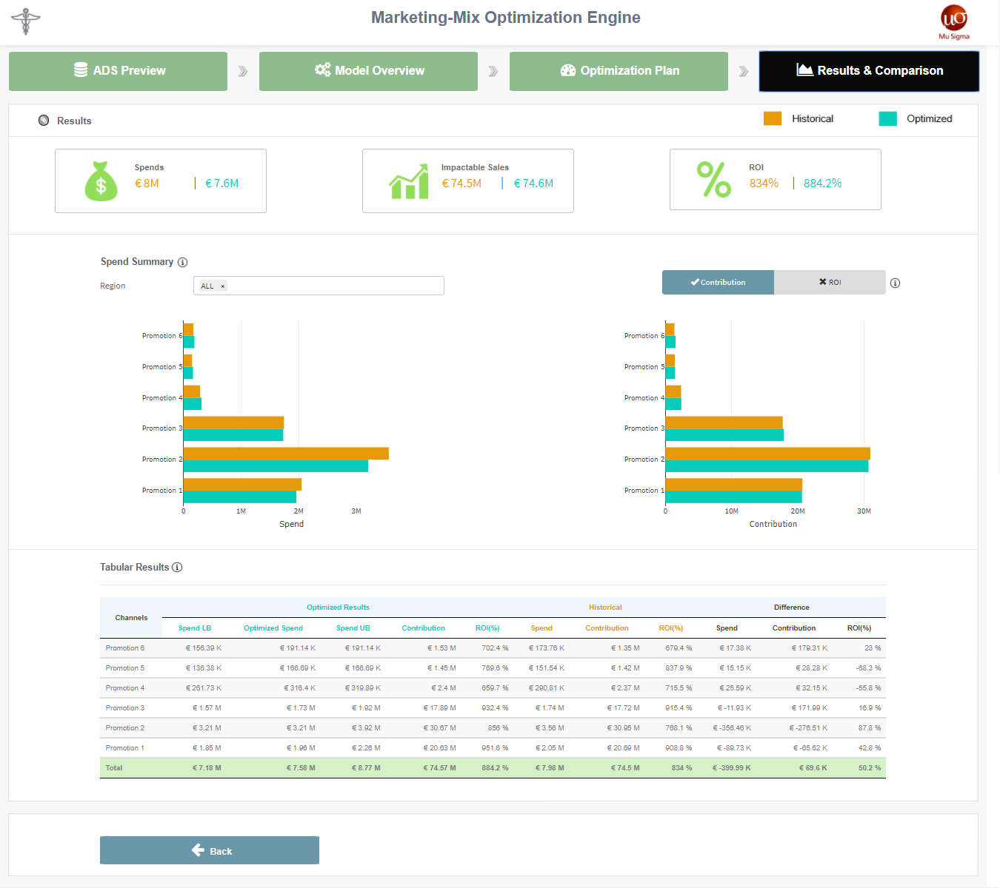 Marketing-Mix Optimization Engine
Mu Sigma
ADS Preview
Model Overview
Optimization Plan
Results & Comparison
Results
Historical
Optimized
Spends
€ 8M | € 7.6M
Impactable Sales
€ 74.5M | € 74.6M
ROI
834% | 884.2%
Spend Summary
Region
ALL ×
Contribution
ROI
Promotion 6
Promotion 5
Promotion 4
Promotion 3
Promotion 2
Promotion 1
0 1M 2M 3M
Spend
Promotion 6
Promotion 5
Promotion 4
Promotion 3
Promotion 2
Promotion 1
0 10M 20M 30M
Contribution
Tabular Results
Channels Optimized Results Historical Difference
Spend LB Optimized Spend Spend UB Contribution ROI(%) Spend Contribution ROI(%) Spend Contribution ROI(%)
Promotion 6 € 156.39 K € 191.14 K € 191.14 K € 1.53 M 702.4 % € 173.76 K € 1.35 M 679.4 % € 17.38 K € 179.31 K 23 %
Promotion 5 € 136.38 K € 166.69 K € 166.69 K € 1.45 M 769.6 % € 151.54 K € 1.42 M 837.9 % € 15.15 K € 28.28 K -68.3 %
Promotion 4 € 261.73 K € 316.4 K € 319.89 K € 2.4 M 659.7 % € 290.81 K € 2.37 M 715.5 % € 25.59 K € 32.15 K -55.8 %
Promotion 3 € 1.57 M € 1.73 M € 1.92 M € 17.89 M 932.4 % € 1.74 M € 17.72 M 915.4 % € -11.93 K € 171.99 K 16.9 %
Promotion 2 € 3.21 M € 3.21 M € 3.92 M € 30.67 M 856 % € 3.56 M € 30.95 M 768.1 % € -356.46 K € -276.51 K 87.8 %
Promotion 1 € 1.85 M € 1.96 M € 2.26 M € 20.63 M 951.6 % € 2.05 M € 20.69 M 908.8 % € -89.73 K € -65.62 K 42.8 %
Total € 7.18 M € 7.58 M € 8.77 M € 74.57 M 884.2 % € 7.98 M € 74.5 M 834 % € -399.99 K € 69.6 K 50.2 %
Back